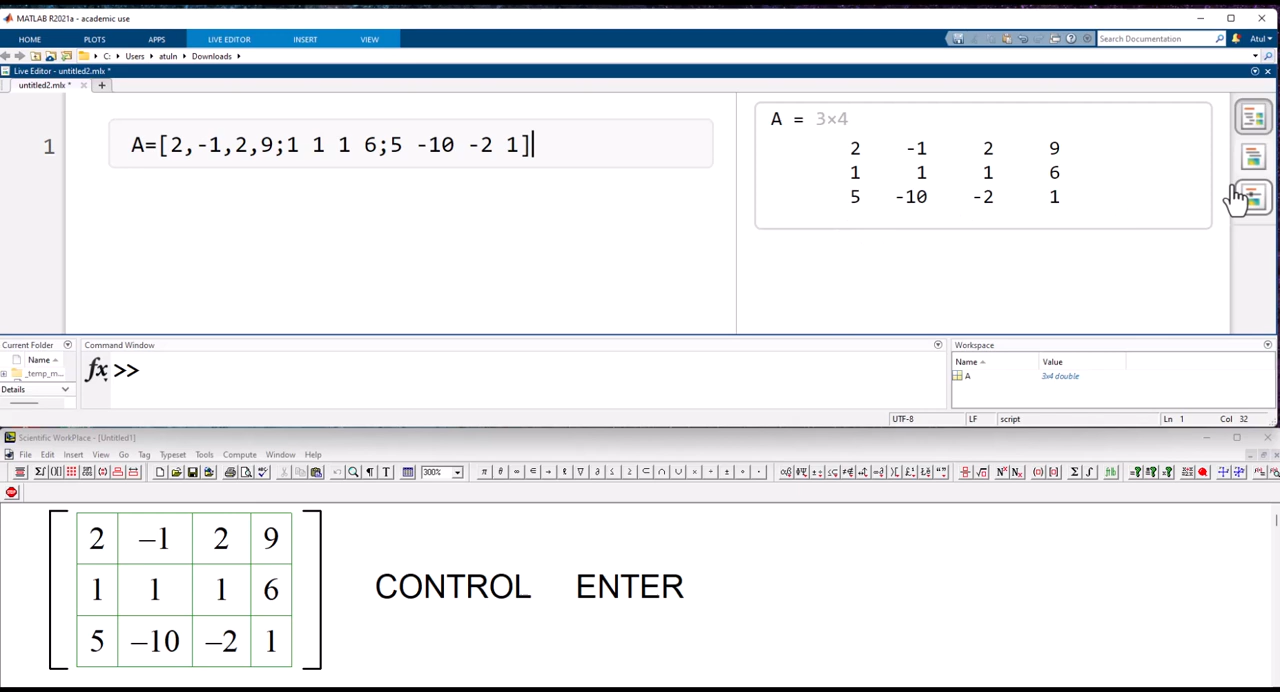 MATLAB R2021a - academic use
HOME PLOTS APPS LIVE EDITOR INSERT VIEW Search Documentation Atul
C: Users atuln Downloads
Live Editor - untitled2.mlx *
untitled2.mlx *
1 A=[2,-1,2,9;1 1 1 6;5 -10 -2 1]
A = 3×4
2 -1 2 9
1 1 1 6
5 -10 -2 1
Current Folder Command Window Workspace
Name
_temp_m...
Details
fx >>
Name Value
A 3x4 double
UTF-8 LF script Ln 1 Col 32
Scientific WorkPlace - [Untitled1]
File Edit Insert View Go Tag Typeset Tools Compute Window Help
300%
2 –1 2 9
1 1 1 6
5 –10 –2 1
CONTROL ENTER